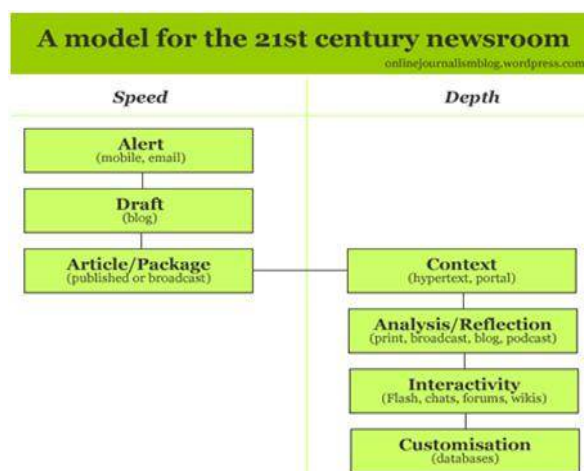 A model for the 21st century newsroom
onlinejournalismblog.wordpress.com
Speed
Depth
Alert
(mobile, email)
Draft
(blog)
Article/Package
(published or broadcast)
Context
(hypertext, portal)
Analysis/Reflection
(print, broadcast, blog, podcast)
Interactivity
(Flash, chats, forums, wikis)
Customisation
(databases)